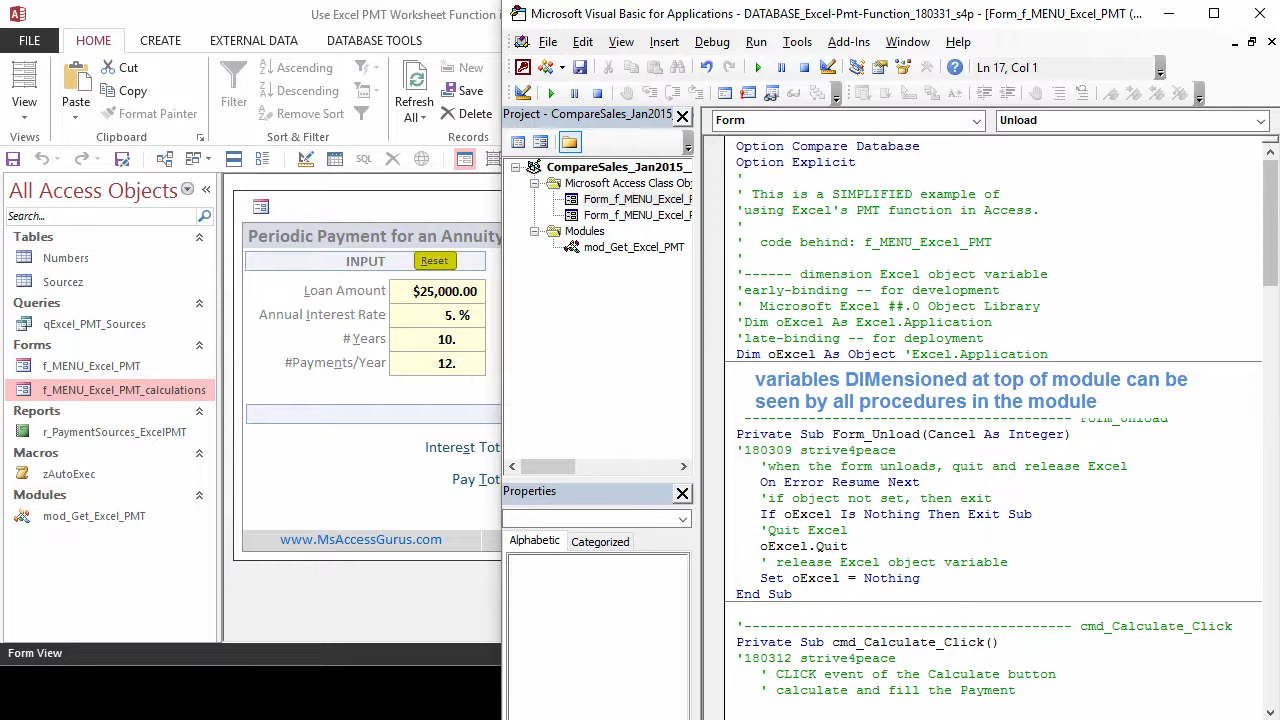 Use Excel PMT Worksheet Function i
FILE
HOME
CREATE
EXTERNAL DATA
DATABASE TOOLS
View
Views
Paste
Cut
Copy
Format Painter
Clipboard
Filter
Ascending
Descending
Remove Sort
Sort & Filter
Refresh
All
New
Save
Delete
Records
SQL
All Access Objects
Search...
Tables
Numbers
Sourcez
Queries
qExcel_PMT_Sources
Forms
f_MENU_Excel_PMT
f_MENU_Excel_PMT_calculations
Reports
r_PaymentSources_ExcelPMT
Macros
zAutoExec
Modules
mod_Get_Excel_PMT
Periodic Payment for an Annuity
INPUT
Reset
Loan Amount $25,000.00
Annual Interest Rate 5. %
# Years 10.
#Payments/Year 12.
Interest Tot
Pay Tot
www.MsAccessGurus.com
Form View
Microsoft Visual Basic for Applications - DATABASE_Excel-Pmt-Function_180331_s4p - [Form_f_MENU_Excel_PMT (...
File Edit View Insert Debug Run Tools Add-Ins Window Help
Ln 17, Col 1
Project - CompareSales_Jan2015_
CompareSales_Jan2015_
Microsoft Access Class Obj
Form_f_MENU_Excel_F
Form_f_MENU_Excel_F
Modules
mod_Get_Excel_PMT
Properties
Alphabetic Categorized
Form
Unload
Option Compare Database
Option Explicit
'
' This is a SIMPLIFIED example of
'using Excel's PMT function in Access.
'
'  code behind: f_MENU_Excel_PMT
'
'------ dimension Excel object variable
'early-binding -- for development
'  Microsoft Excel ##.0 Object Library
'Dim oExcel As Excel.Application
'late-binding -- for deployment
Dim oExcel As Object 'Excel.Application
variables DIMensioned at top of module can be
seen by all procedures in the module
'----------------------------------------- Form_Unload
Private Sub Form_Unload(Cancel As Integer)
'180309 strive4peace
'when the form unloads, quit and release Excel
On Error Resume Next
'if object not set, then exit
If oExcel Is Nothing Then Exit Sub
'Quit Excel
oExcel.Quit
' release Excel object variable
Set oExcel = Nothing
End Sub
'----------------------------------------- cmd_Calculate_Click
Private Sub cmd_Calculate_Click()
'180312 strive4peace
' CLICK event of the Calculate button
' calculate and fill the Payment